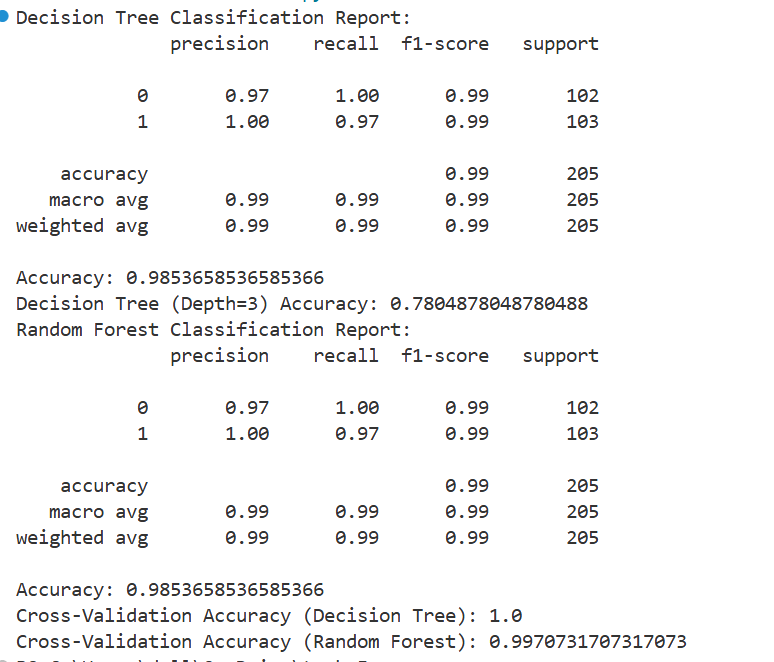 Decision Tree Classification Report:
precision recall f1-score support
0 0.97 1.00 0.99 102
1 1.00 0.97 0.99 103
accuracy 0.99 205
macro avg 0.99 0.99 0.99 205
weighted avg 0.99 0.99 0.99 205
Accuracy: 0.9853658536585366
Decision Tree (Depth=3) Accuracy: 0.7804878048780488
Random Forest Classification Report:
precision recall f1-score support
0 0.97 1.00 0.99 102
1 1.00 0.97 0.99 103
accuracy 0.99 205
macro avg 0.99 0.99 0.99 205
weighted avg 0.99 0.99 0.99 205
Accuracy: 0.9853658536585366
Cross-Validation Accuracy (Decision Tree): 1.0
Cross-Validation Accuracy (Random Forest): 0.9970731707317073